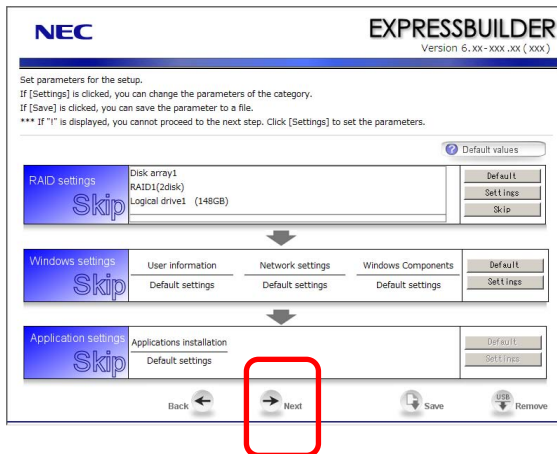 NEC
EXPRESSBUILDER
Version 6.xx-xxx.xx(xxx)
Set parameters for the setup.
If [Settings] is clicked, you can change the parameters of the category.
If [Save] is clicked, you can save the parameter to a file.
*** If "!" is displayed, you cannot proceed to the next step. Click [Settings] to set the parameters.
? Default values
RAID settings
Skip
Disk array1
RAID1(2disk)
Logical drive1 (148GB)
Default
Settings
Skip
Windows settings
Skip
User information Network settings Windows Components
Default settings Default settings Default settings
Default
Settings
Application settings
Skip
Applications installation
Default settings
Default
Settings
Back Next Save USB Remove